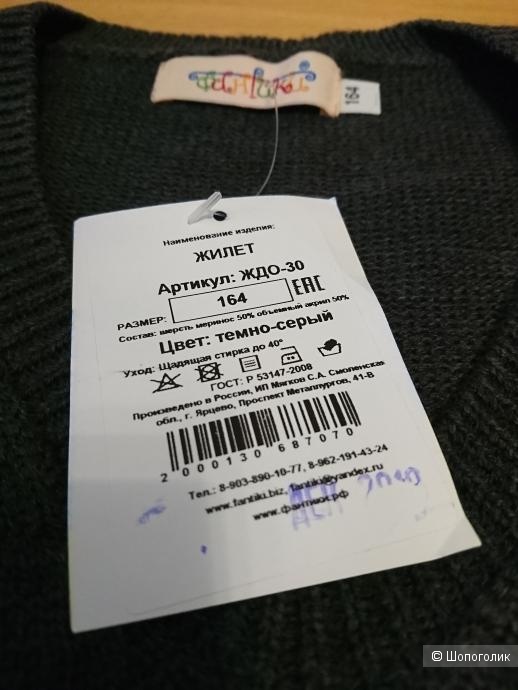 Фантики
164
Наименование изделия:
ЖИЛЕТ
Артикул: ЖДО-30
РАЗМЕР: 164 EAC
Состав: шерсть меринос 50% объемный акрил 50%
Цвет: темно-серый
Уход: Щадящая стирка до 40°
ГОСТ: Р 53147-2008
Произведено в России, ИП Мягков С.А. Смоленская
обл., г. Ярцево, Проспект Металлургов, 41-В
2 000130 687070
Тел.: 8-903-890-10-77, 8-962-191-43-24
www.fantiki.biz, fantiki@yandex.ru
www.фантики.рф
© Шопоголик